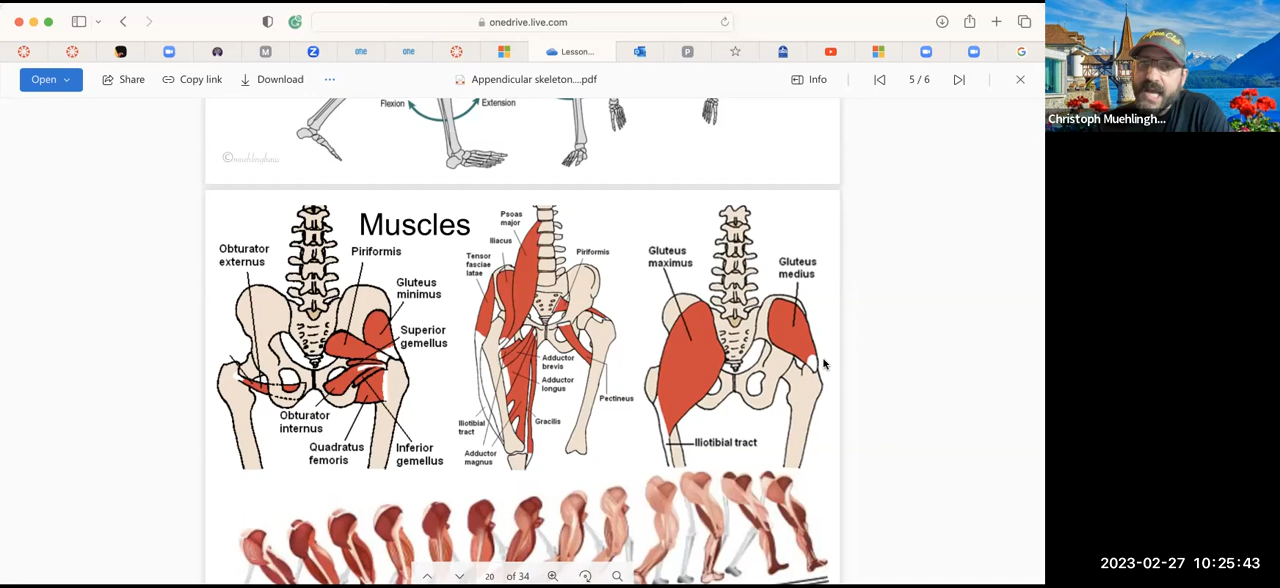 onedrive.live.com
M
Z
one
one
Lesson...
P
G
Open
Share
Copy link
Download
...
Appendicular skeleton....pdf
Info
5 / 6
Christoph Muehlingh...
Flexion
Extension
©muehlinghaus
Muscles
Obturator
externus
Piriformis
Gluteus
minimus
Superior
gemellus
Obturator
internus
Quadratus
femoris
Inferior
gemellus
Psoas
major
Iliacus
Tensor
fasciae
latae
Piriformis
Adductor
brevis
Adductor
longus
Pectineus
Gracilis
Iliotibial
tract
Adductor
magnus
Gluteus
maximus
Gluteus
medius
Iliotibial tract
20 of 34
2023-02-27 10:25:43